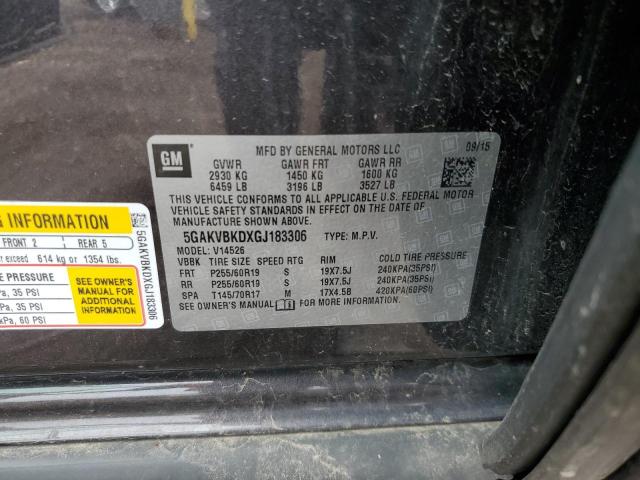 GM
MFD BY GENERAL MOTORS LLC 09/15
GVWR GAWR FRT GAWR RR
2930 KG 1450 KG 1600 KG
6459 LB 3196 LB 3527 LB
THIS VEHICLE CONFORMS TO ALL APPLICABLE U.S. FEDERAL MOTOR
VEHICLE SAFETY AND THEFT PREVENTION STANDARDS IN EFFECT ON THE DATE OF
MANUFACTURE SHOWN ABOVE.
5GAKVBKDXGJ183306 TYPE: M.P.V.
V14526
VBBK TIRE SIZE SPEED RTG RIM COLD TIRE PRESSURE
FRT P255/60R19 S 19X7.5J 240KPA(35PSI)
RR P255/60R19 S 19X7.5J 240KPA(35PSI)
SPA T145/70R17 M 17X4.5B 420KPA(60PSI)
SEE OWNER'S MANUAL FOR MORE INFORMATION.
INFORMATION
FRONT 2 REAR 5
exceed 614 kg or 1354 lbs.
PRESSURE
35 PSI
35 PSI
kPa, 60 PSI
SEE OWNER'S
MANUAL FOR
ADDITIONAL
INFORMATION
5GAKVBKDXGJ183306